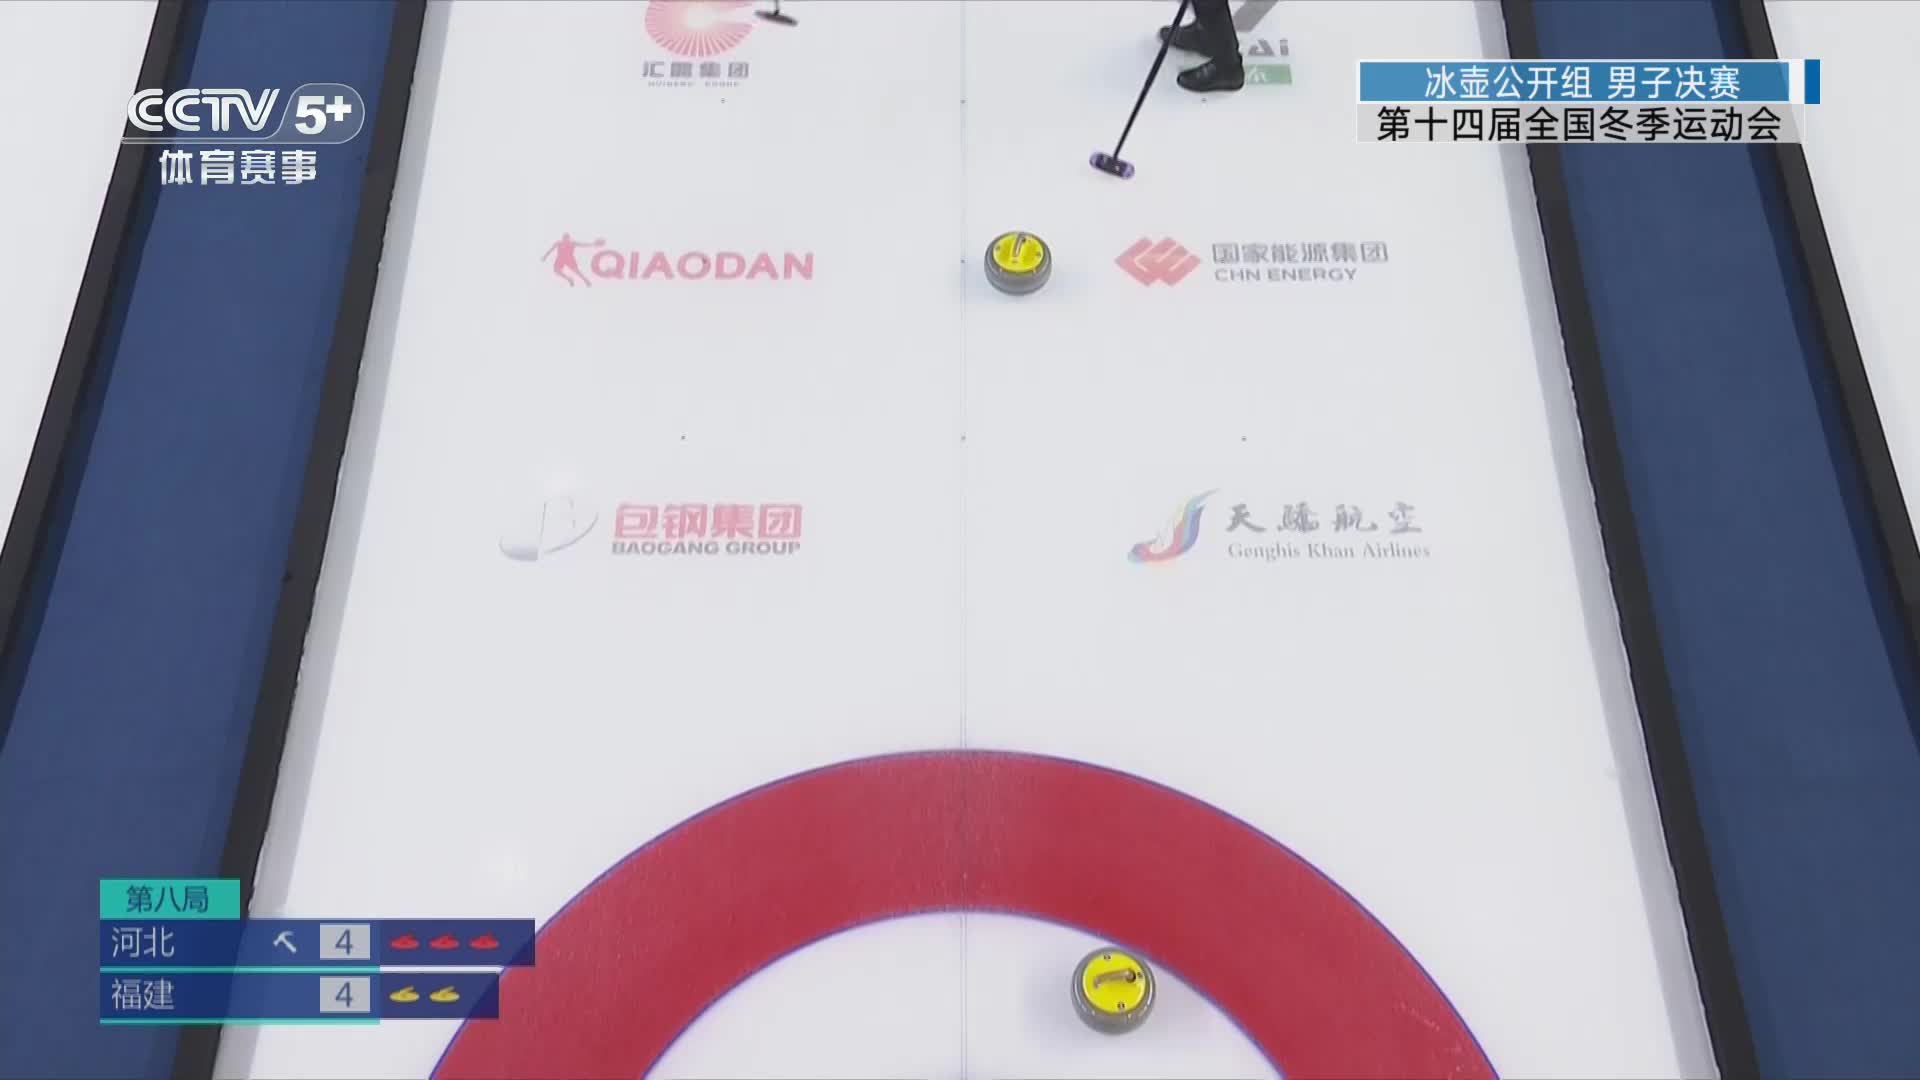 汇鹏集团
CCTV 5+
体育赛事
冰壶公开组 男子决赛
第十四届全国冬季运动会
QIAODAN
国家能源集团
CHN ENERGY
包钢集团
BAOGANG GROUP
天骄航空
Genghis Khan Airlines
第八局
河北 4
福建 4